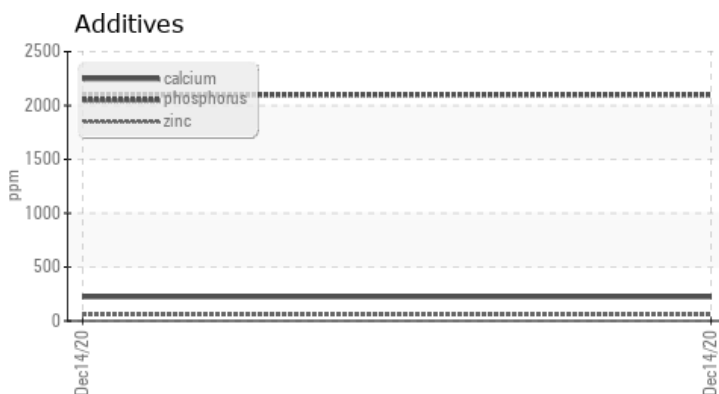 Additives
2500
2000
1500
1000
500
0
ppm
calcium
phosphorus
zinc
Dec14/20
Dec14/20